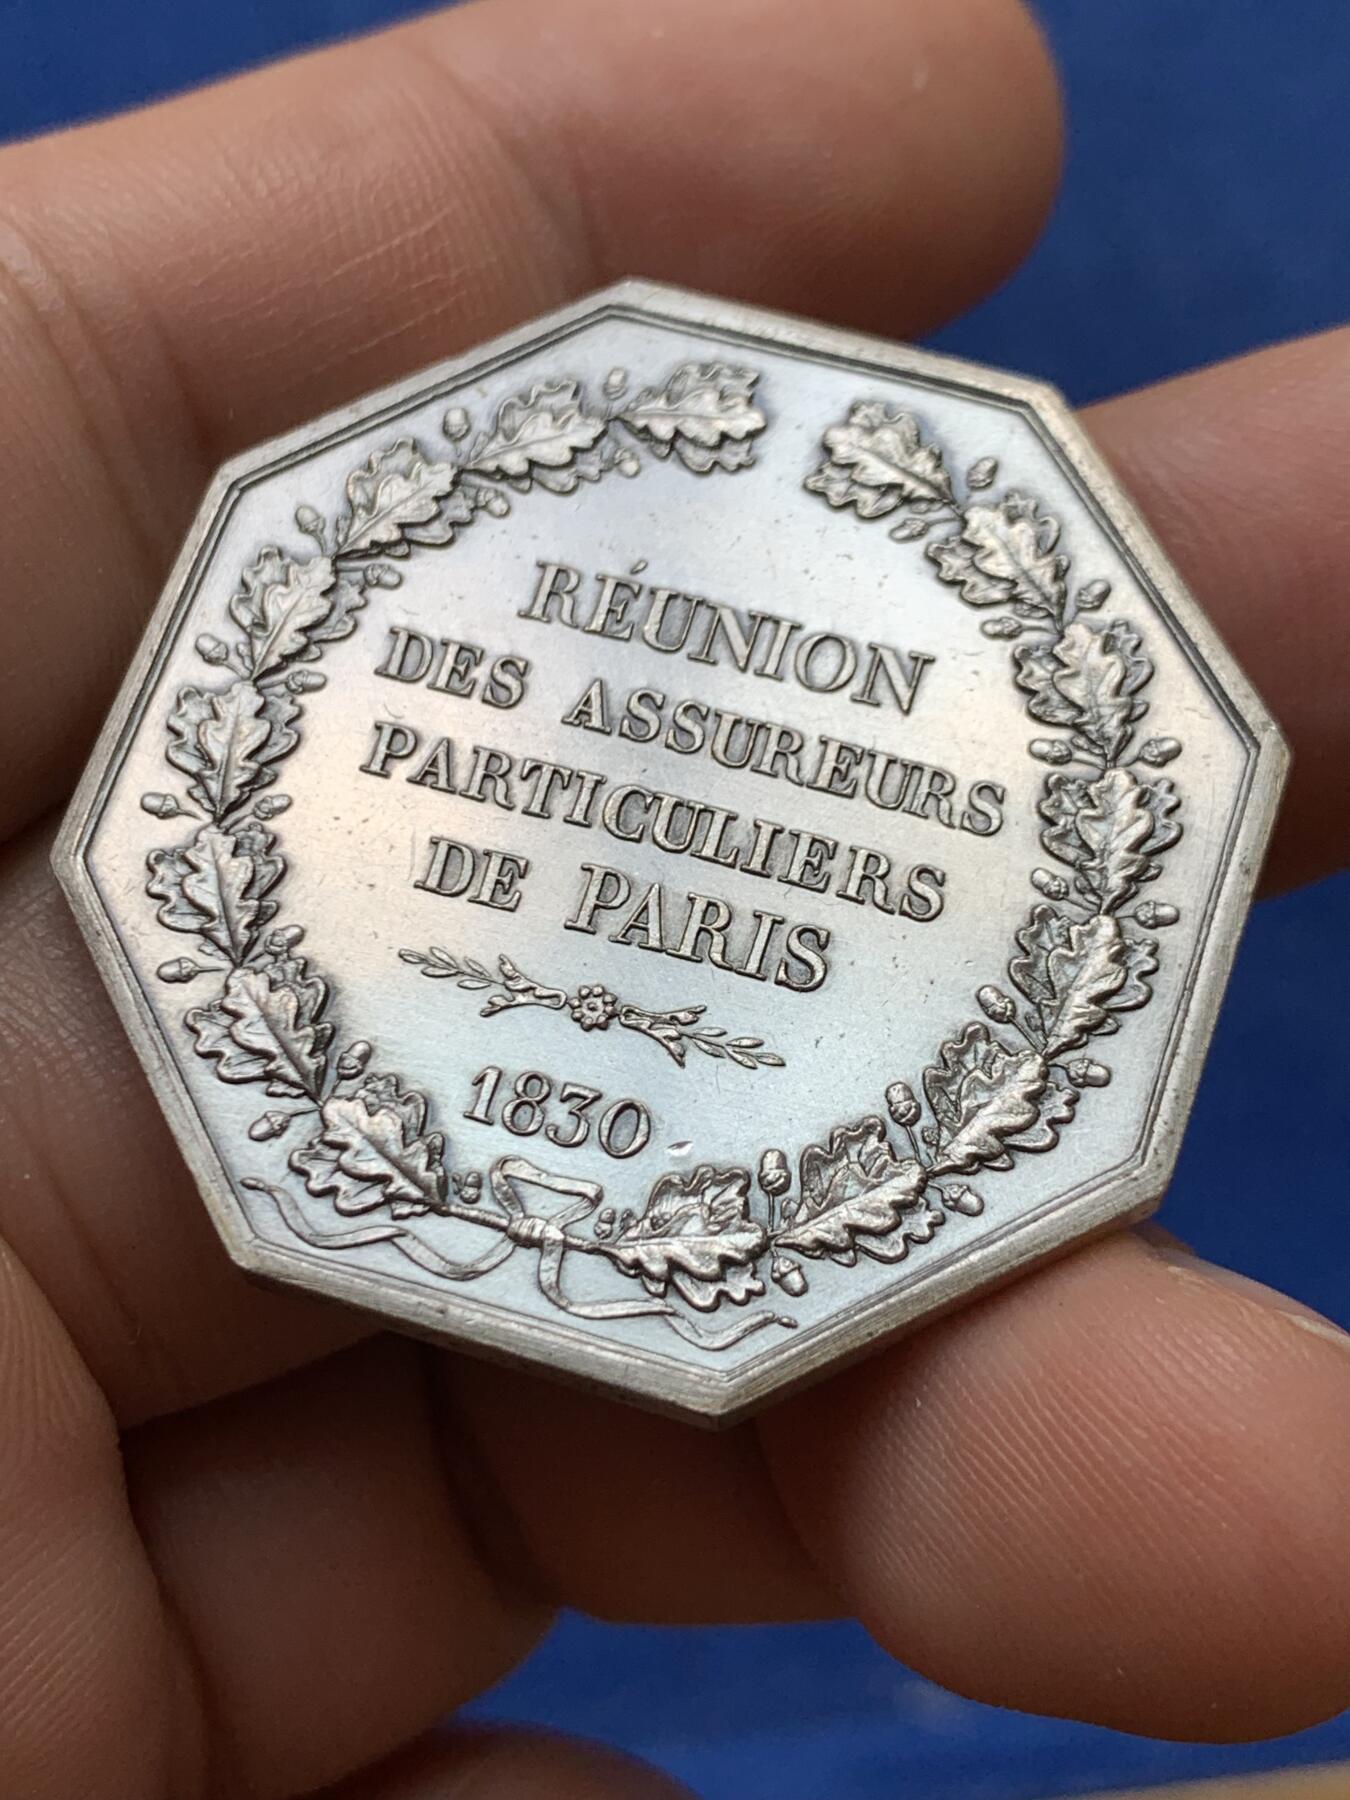 RÉUNION
DES ASSUREURS
PARTICULIERS
DE PARIS
1830